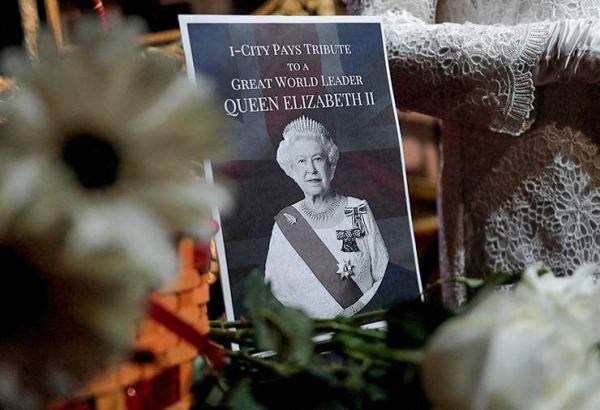 I-City Pays Tribute
to a
Great World Leader
Queen Elizabeth II